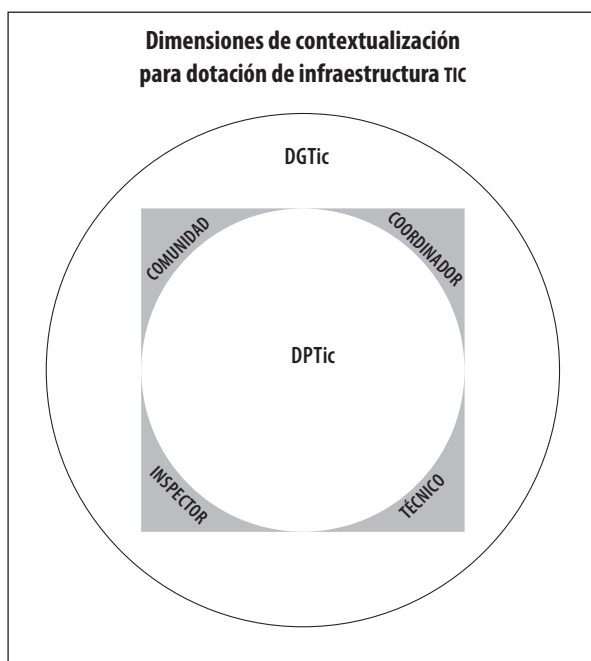 Dimensiones de contextualización
para dotación de infraestructura TIC
DGTic
COMUNIDAD
COORDINADOR
DPTic
INSPECTOR
TÉCNICO